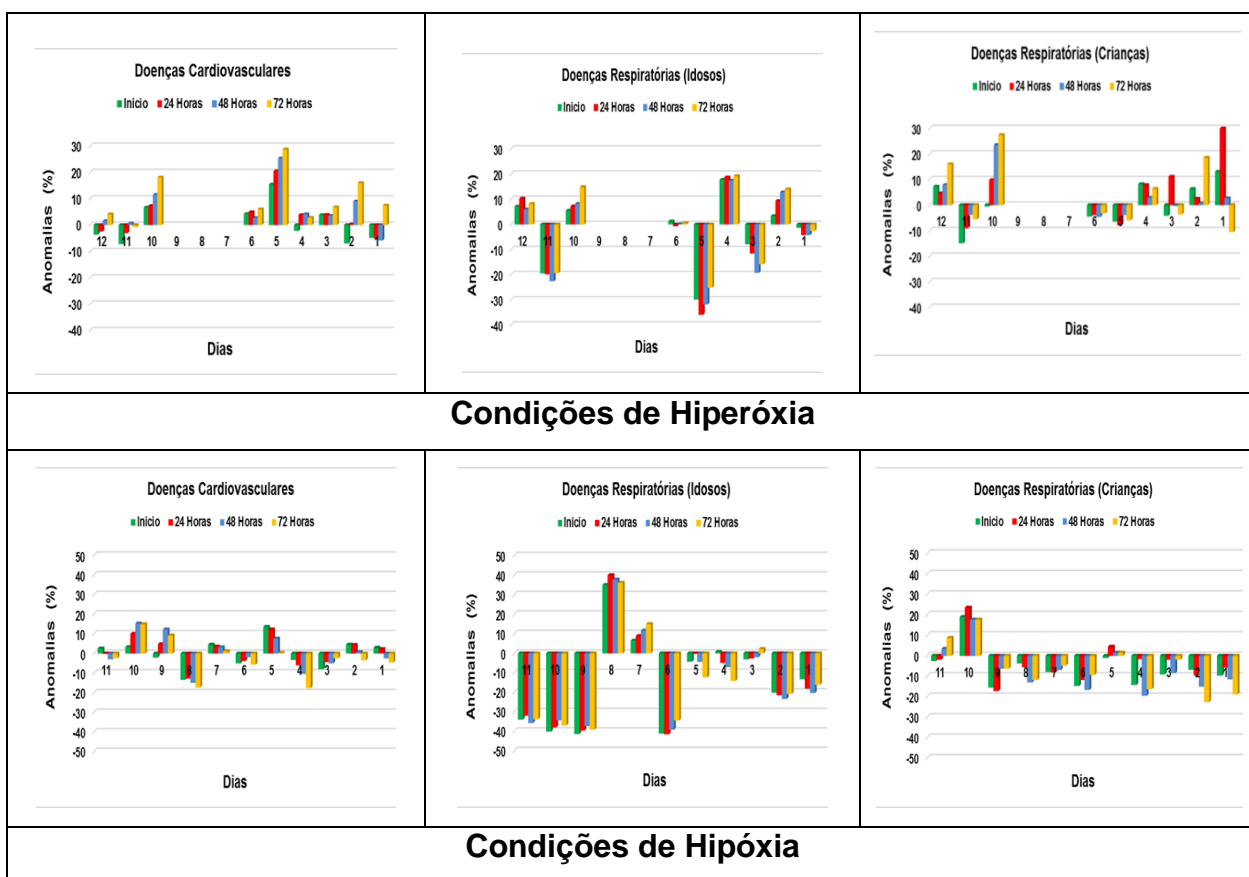 Doenças Cardiovasculares
Início 24 Horas 48 Horas 72 Horas
Anomalias (%)
30
20
10
0
-10
-20
-30
-40
12 11 10 9 8 7 6 5 4 3 2 1
Dias
Doenças Respiratórias (Idosos)
Início 24 Horas 48 Horas 72 Horas
Anomalias (%)
30
20
10
0
-10
-20
-30
-40
12 11 10 9 8 7 6 5 4 3 2 1
Dias
Doenças Respiratórias (Crianças)
Início 24 Horas 48 Horas 72 Horas
Anomalias (%)
30
20
10
0
-10
-20
-30
-40
12 11 10 9 8 7 6 5 4 3 2 1
Dias
Condições de Hiperóxia
Doenças Cardiovasculares
Início 24 Horas 48 Horas 72 Horas
Anomalias (%)
50
40
30
20
10
0
-10
-20
-30
-40
-50
11 10 9 8 7 6 5 4 3 2 1
Dias
Doenças Respiratórias (Idosos)
Início 24 Horas 48 Horas 72 Horas
Anomalias (%)
50
40
30
20
10
0
-10
-20
-30
-40
-50
11 10 9 8 7 6 5 4 3 2 1
Dias
Doenças Respiratórias (Crianças)
Início 24 Horas 48 Horas 72 Horas
Anomalias (%)
50
40
30
20
10
0
-10
-20
-30
-40
-50
11 10 9 8 7 6 5 4 3 2 1
Dias
Condições de Hipóxia